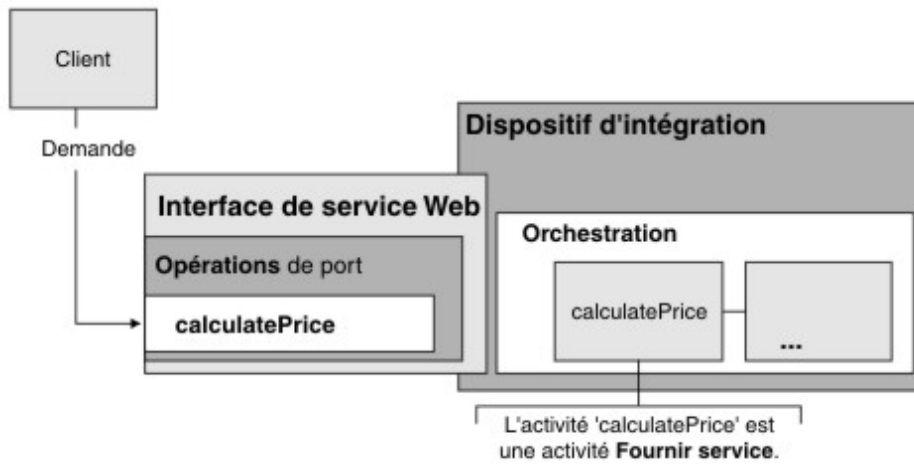 Client
Demande
Dispositif d'intégration
Interface de service Web
Orchestration
Opérations de port
calculatePrice
calculatePrice
...
L'activité 'calculatePrice' est
une activité Fournir service.